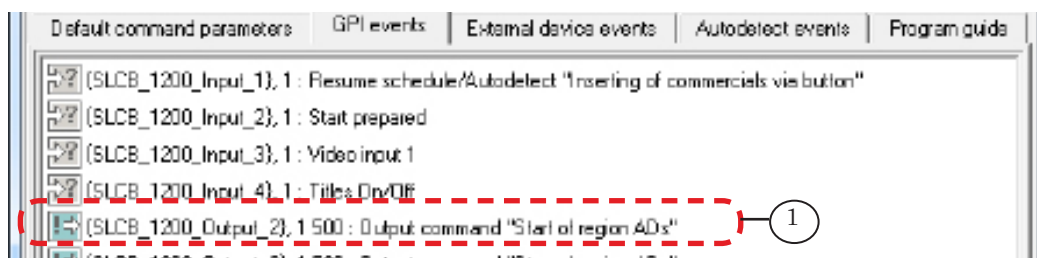 Default command parameters GPI events External device events Autodetect events Program guide
(SLCB_1200_Input_1), 1 : Resume schedule/Autodetect "Inserting of commercials via button"
(SLCB_1200_Input_2), 1 : Start prepared
(SLCB_1200_Input_3), 1 : Video input 1
(SLCB_1200_Input_4), 1 : Titles On/Off
(SLCB_1200_Output_2), 1 500 : Output command "Start of region ADs"
1